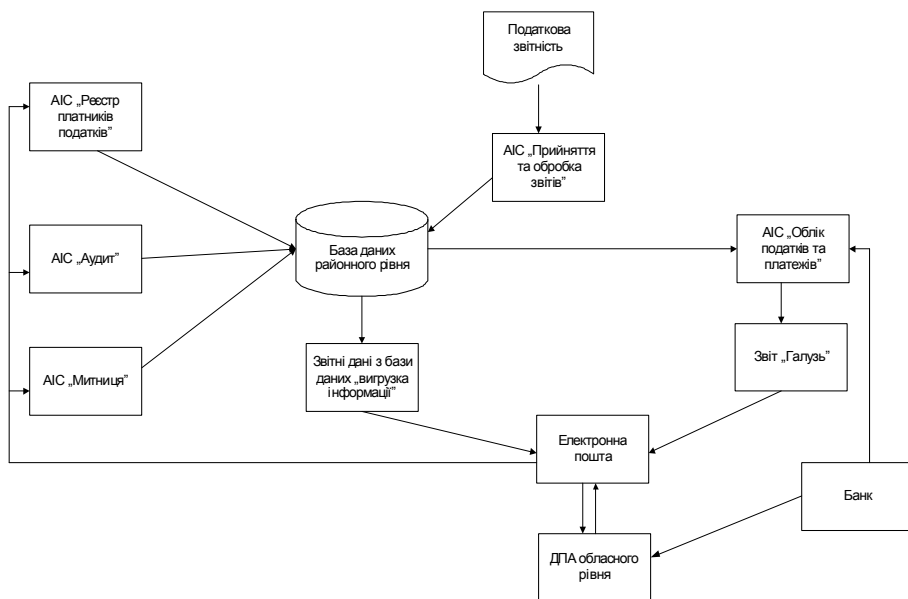 Податкова
звітність
АІС „Реєстр
платників
податків”
АІС „Прийняття
та обробка
звітів”
АІС „Аудит”
База даних
районного рівня
АІС „Облік
податків та
платежів”
АІС „Митниця”
Звітні дані з бази
даних „вигрузка
інформації”
Звіт „Галузь”
Електронна
пошта
Банк
ДПА обласного
рівня